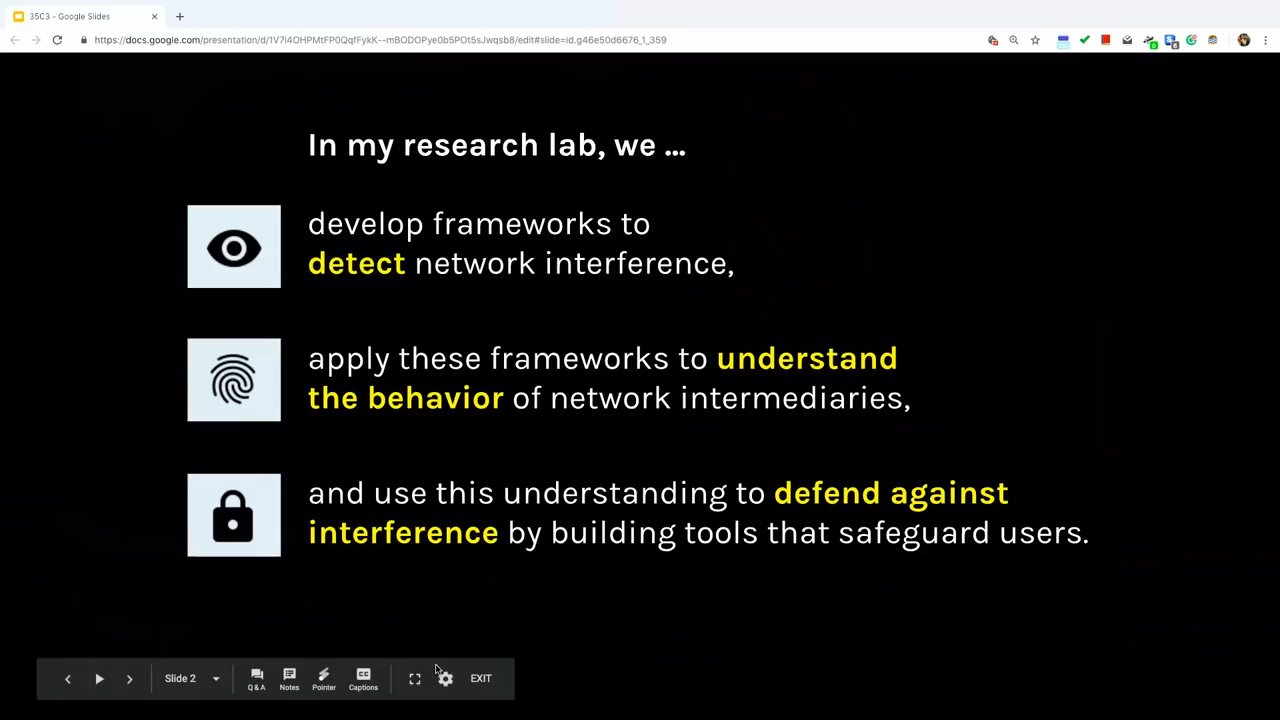 35C3 - Google Slides
https://docs.google.com/presentation/d/1V7i4OHPMtFP0QqfFykK--mBODOPye0b5POt5sJwqsb8/edit#slide=id.g46e50d6676_1_359
In my research lab, we ...
develop frameworks to
detect network interference,
apply these frameworks to understand
the behavior of network intermediaries,
and use this understanding to defend against
interference by building tools that safeguard users.
Slide 2
Q & A
Notes
Pointer
CC
Captions
EXIT